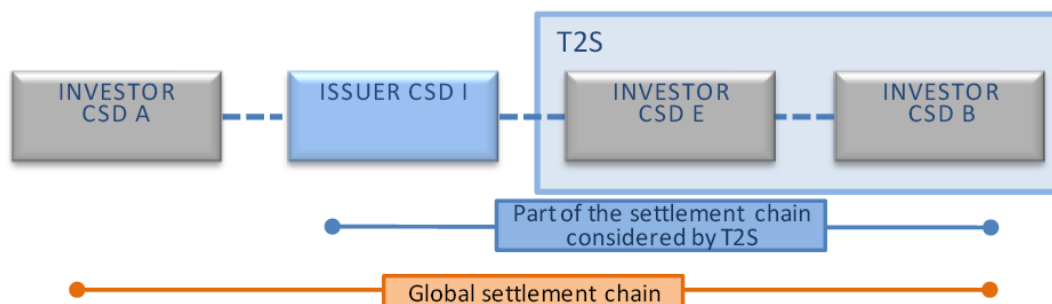 T2S
INVESTOR
CSD A
ISSUER CSD I
INVESTOR
CSD E
INVESTOR
CSD B
Part of the settlement chain
considered by T2S
Global settlement chain